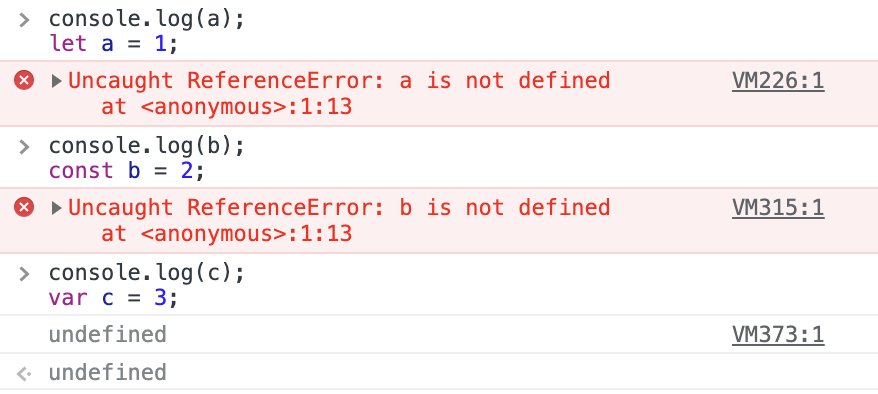 console.log(a);
let a = 1;
Uncaught ReferenceError: a is not defined VM226:1
at <anonymous>:1:13
console.log(b);
const b = 2;
Uncaught ReferenceError: b is not defined VM315:1
at <anonymous>:1:13
console.log(c);
var c = 3;
undefined VM373:1
undefined